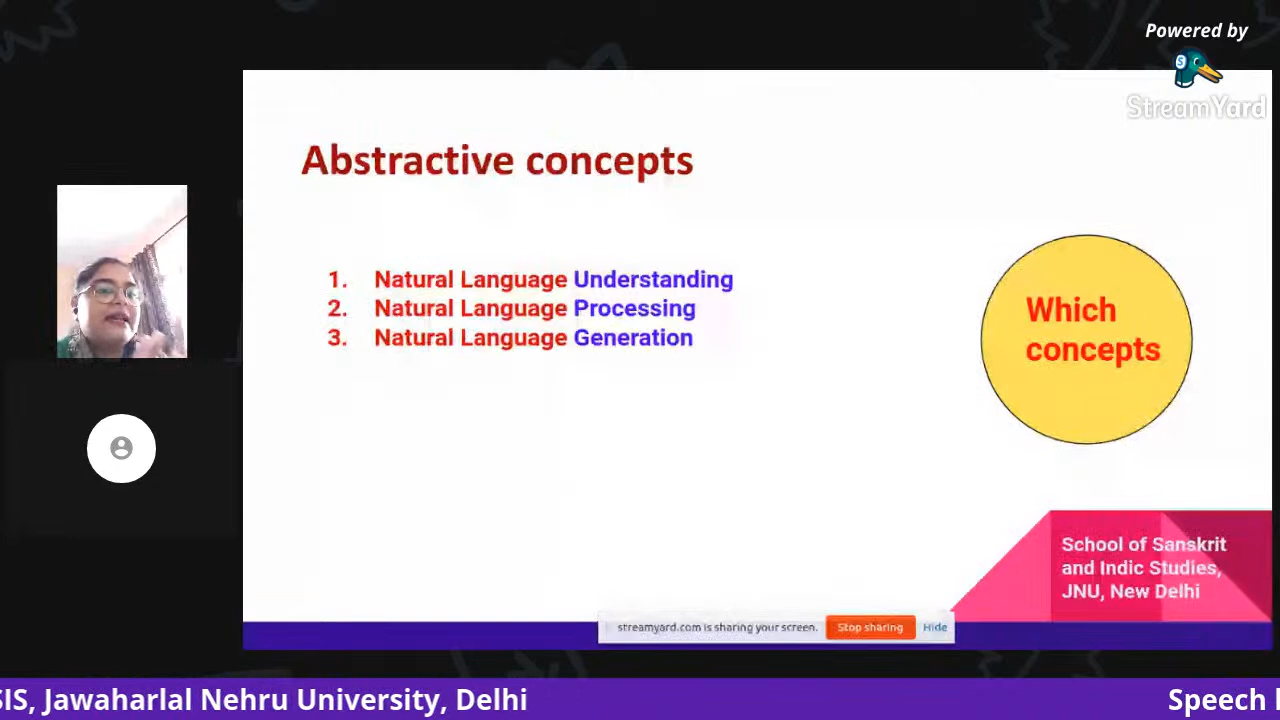 Powered by
StreamYard
Abstractive concepts
1. Natural Language Understanding
2. Natural Language Processing
3. Natural Language Generation
Which
concepts
School of Sanskrit
and Indic Studies,
JNU, New Delhi
streamyard.com is sharing your screen. Stop sharing Hide
SIS, Jawaharlal Nehru University, Delhi
Speech